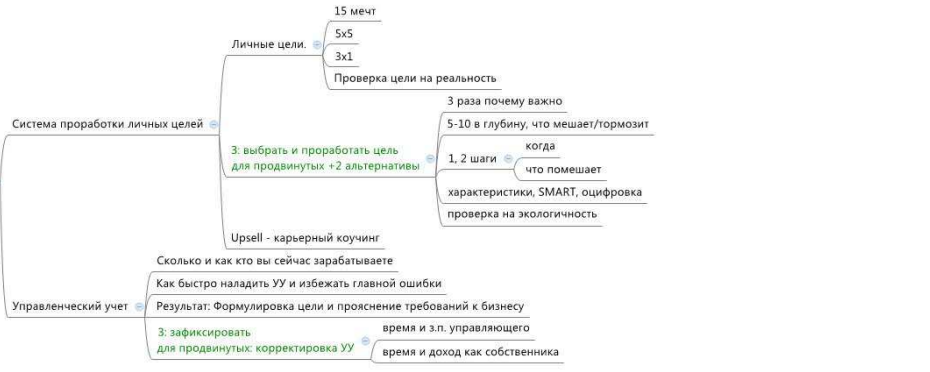 Система проработки личных целей
Личные цели.
15 мечт
5x5
3x1
Проверка цели на реальность
З: выбрать и проработать цель
для продвинутых +2 альтернативы
3 раза почему важно
5-10 в глубину, что мешает/тормозит
1, 2 шаги
когда
что помешает
характеристики, SMART, оцифровка
проверка на экологичность
Upsell - карьерный коучинг
Управленческий учет
Сколько и как кто вы сейчас зарабатываете
Как быстро наладить УУ и избежать главной ошибки
Результат: Формулировка цели и прояснение требований к бизнесу
З: зафиксировать
для продвинутых: корректировка УУ
время и з.п. управляющего
время и доход как собственника